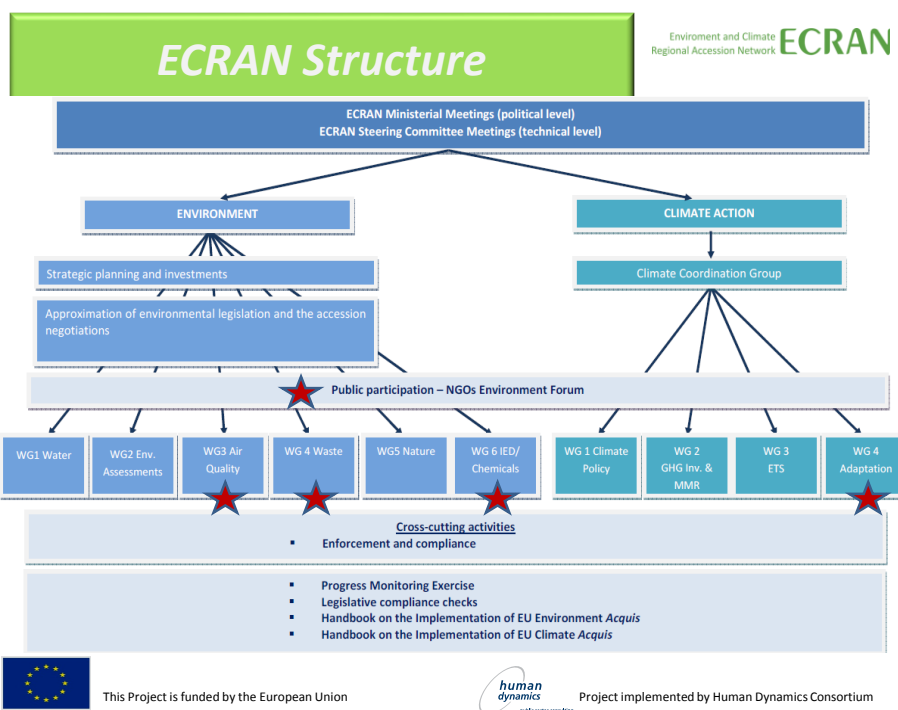 ECRAN Structure
Enviroment and Climate
Regional Accession Network
ECRAN
ECRAN Ministerial Meetings (political level)
ECRAN Steering Committee Meetings (technical level)
ENVIRONMENT
CLIMATE ACTION
Strategic planning and investments
Climate Coordination Group
Approximation of environmental legislation and the accession
negotiations
Public participation – NGOs Environment Forum
WG1 Water
WG2 Env.
Assessments
WG3 Air
Quality
WG 4 Waste
WG5 Nature
WG 6 IED/
Chemicals
WG 1 Climate
Policy
WG 2
GHG Inv. &
MMR
WG 3
ETS
WG 4
Adaptation
Cross-cutting activities
▪ Enforcement and compliance
▪ Progress Monitoring Exercise
▪ Legislative compliance checks
▪ Handbook on the Implementation of EU Environment Acquis
▪ Handbook on the Implementation of EU Climate Acquis
This Project is funded by the European Union
human
dynamics
Project implemented by Human Dynamics Consortium